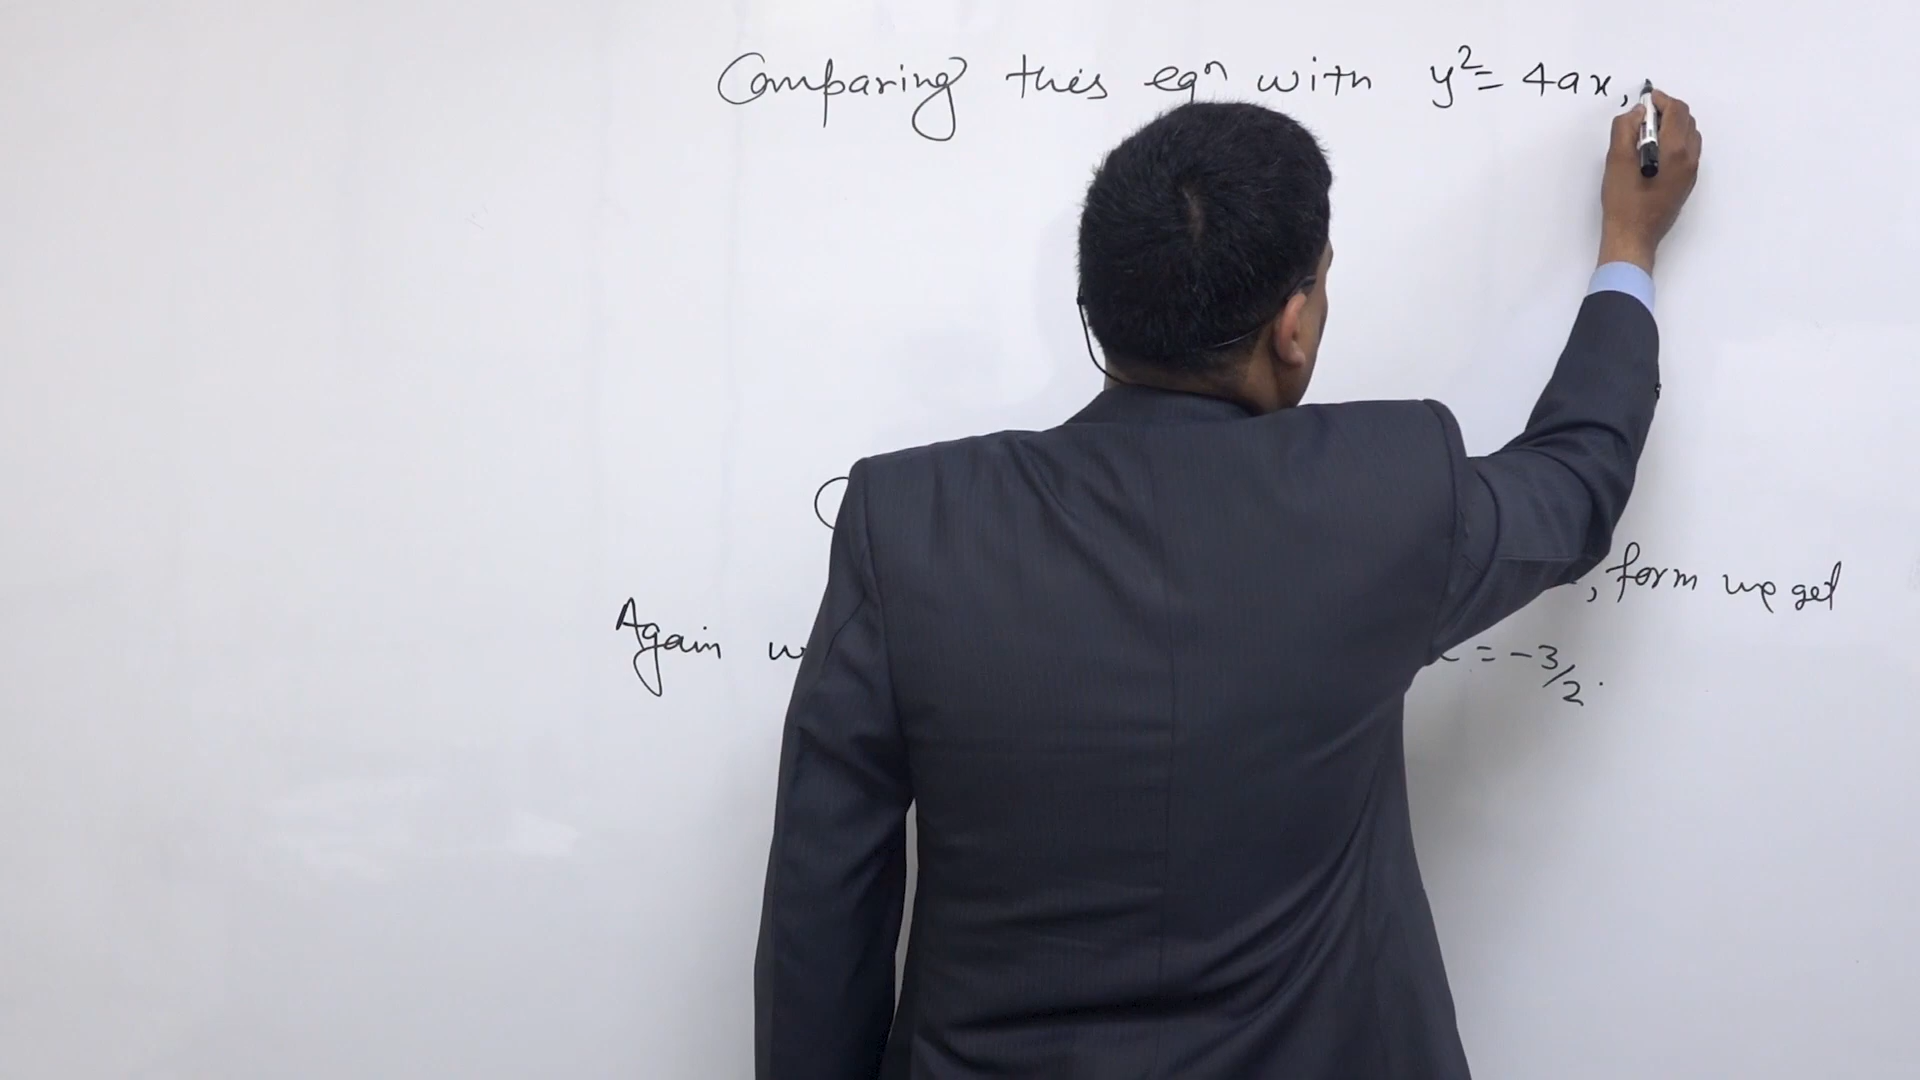 Comparing this eqn with y² = 4ax,
, form we get
Again = -3/2.